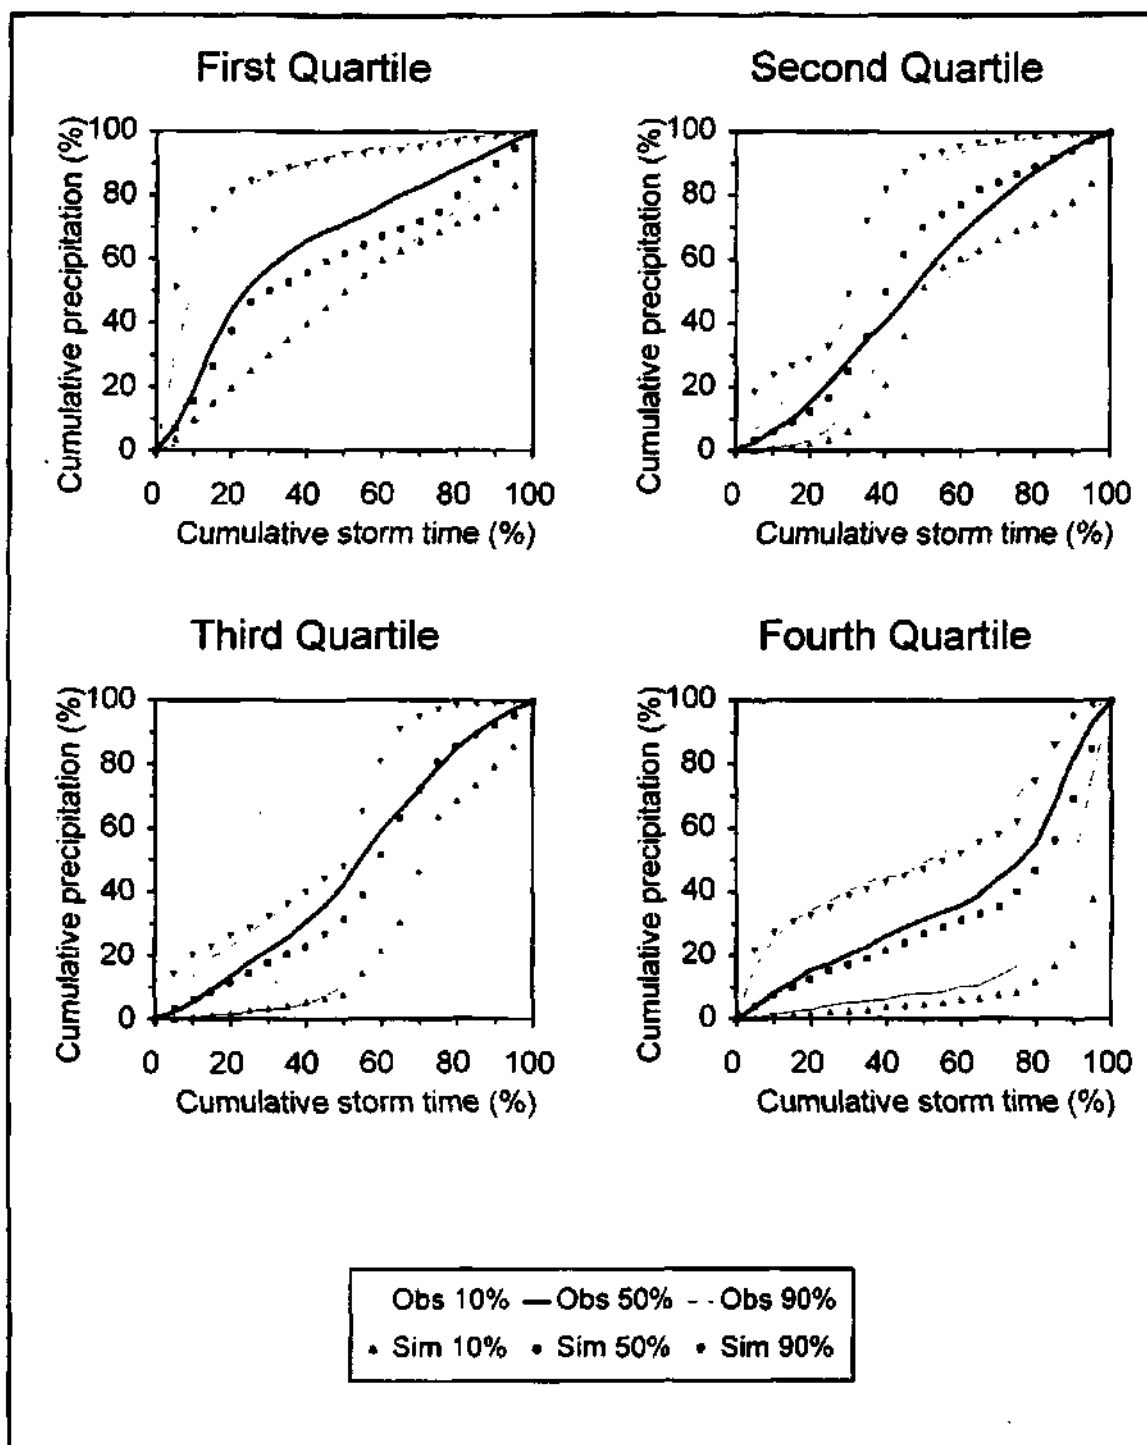 First Quartile
Second Quartile
Cumulative precipitation (%)
100
80
60
40
20
0
0 20 40 60 80 100
Cumulative storm time (%)
Cumulative precipitation (%)
100
80
60
40
20
0
0 20 40 60 80 100
Cumulative storm time (%)
Third Quartile
Fourth Quartile
Cumulative precipitation (%)
100
80
60
40
20
0
0 20 40 60 80 100
Cumulative storm time (%)
Cumulative precipitation (%)
100
80
60
40
20
0
0 20 40 60 80 100
Cumulative storm time (%)
Obs 10% Obs 50% Obs 90%
Sim 10% Sim 50% Sim 90%